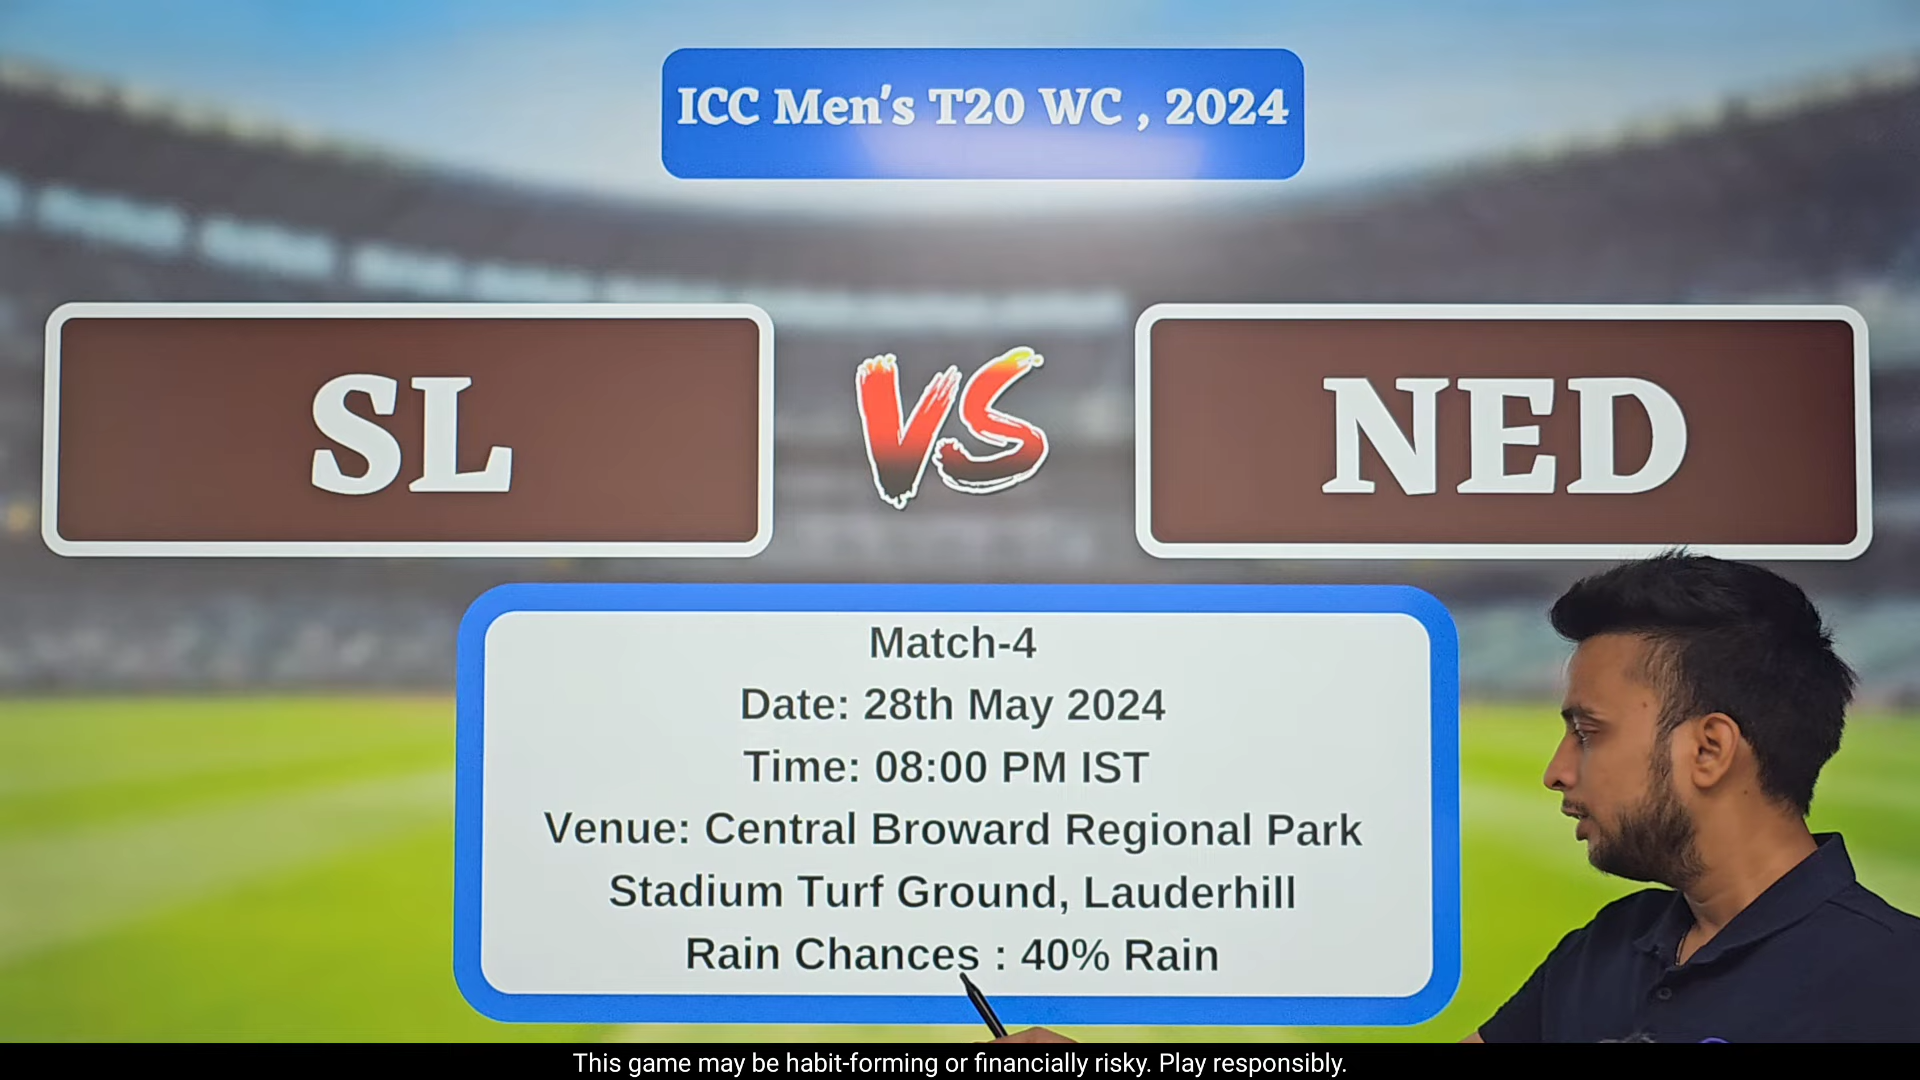 ICC Men's T20 WC , 2024
SL
VS
NED
Match-4
Date: 28th May 2024
Time: 08:00 PM IST
Venue: Central Broward Regional Park
Stadium Turf Ground, Lauderhill
Rain Chances : 40% Rain
This game may be habit-forming or financially risky. Play responsibly.